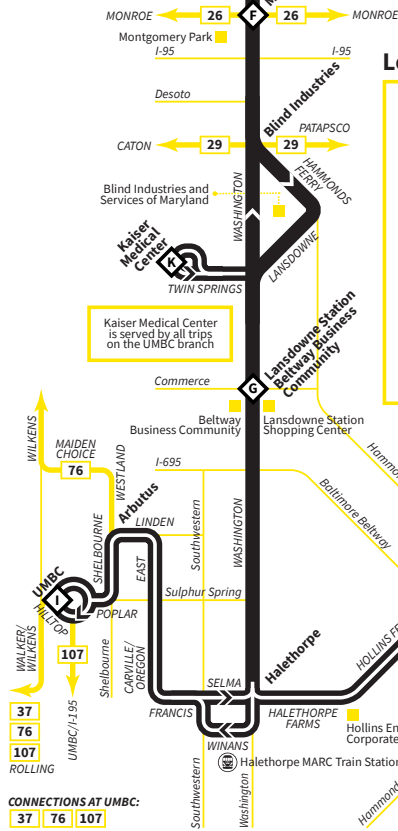 MONROE
26
F
26
MONROE
Montgomery Park
I-95
I-95
Desoto
Blind Industries
PATAPSCO
CATON
29
29
HAMMONDS
FERRY
Blind Industries and
Services of Maryland
WASHINGTON
Kaiser
Medical
Center
K
LANSDOWNE
TWIN SPRINGS
Kaiser Medical Center
is served by all trips
on the UMBC branch
Lansdowne Station
Beltway Business
Community
Commerce
G
Beltway
Business Community
Lansdowne Station
Shopping Center
WILKENS
MAIDEN
CHOICE
76
WESTLAND
I-695
Baltimore Beltway
Arbutus
LINDEN
Southwestern
WASHINGTON
SHELBOURNE
EAST
UMBC
I
HILLTOP
POPLAR
Sulphur Spring
WALKER/
WILKENS
107
Shelbourne
CARVILLE/
OREGON
UMBC/I-195
Halethorpe
SELMA
FRANCIS
HALETHORPE
FARMS
WINANS
37
76
107
ROLLING
Halethorpe MARC Train Station
Southwestern
Washington
CONNECTIONS AT UMBC:
37 76 107